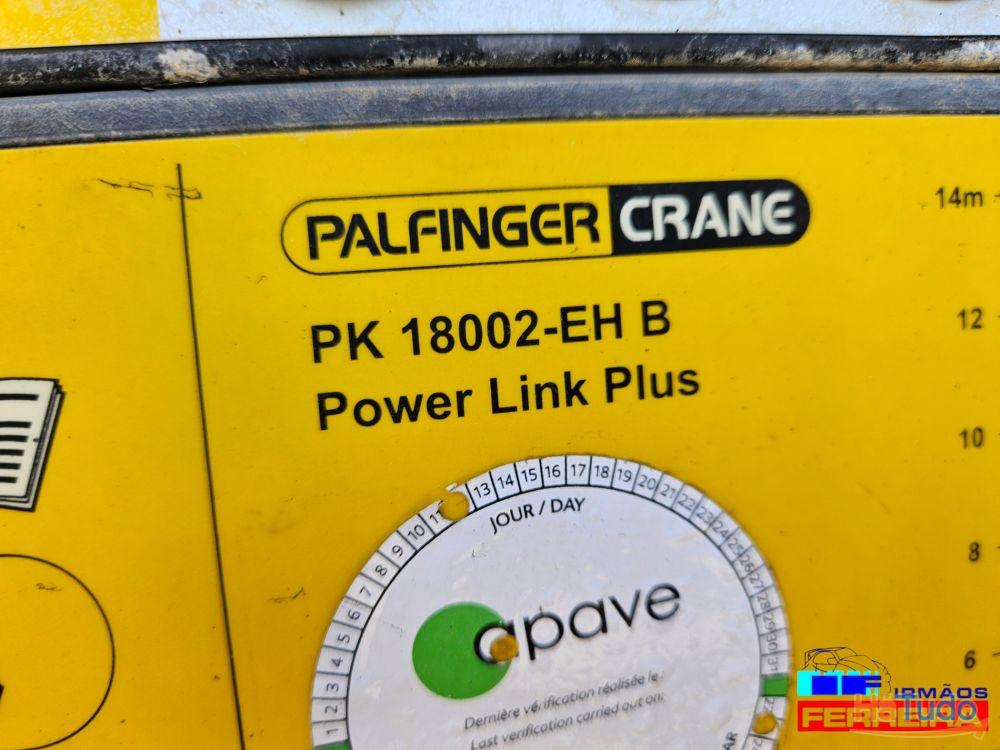 PALFINGER CRANE
14m
PK 18002-EH B
12
Power Link Plus
10
8
6
1 2 3 4 5 6 7 8 9 10 13 14 15 16 17 18 19 20 21 22 23 24 25 26 27 28 29 30 31
JOUR / DAY
apave
Dernière vérification réalisée le :
Last verification carried out on:
IRMÃOS
FERREIRA
Tudo